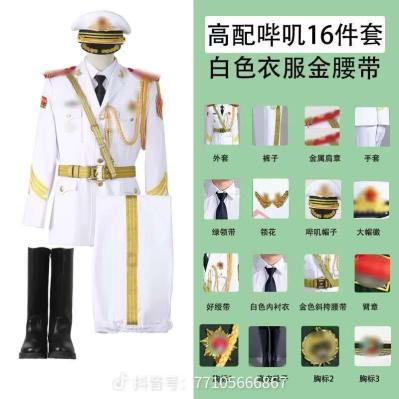 高配哔叽16件套
白色衣服金腰带
外套
裤子
金属肩章
手套
绿领带
领花
哔叽帽子
大帽徽
好绶带
白色内衬衣
金色斜挎腰带
臂章
胸标2
胸标3
抖音号：77105666867